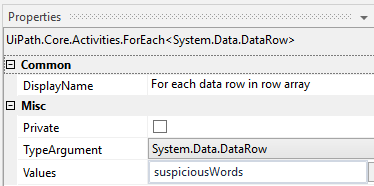 Properties
UiPath.Core.Activities.ForEach<System.Data.DataRow>
Common
DisplayName For each data row in row array
Misc
Private
TypeArgument System.Data.DataRow
Values suspiciousWords